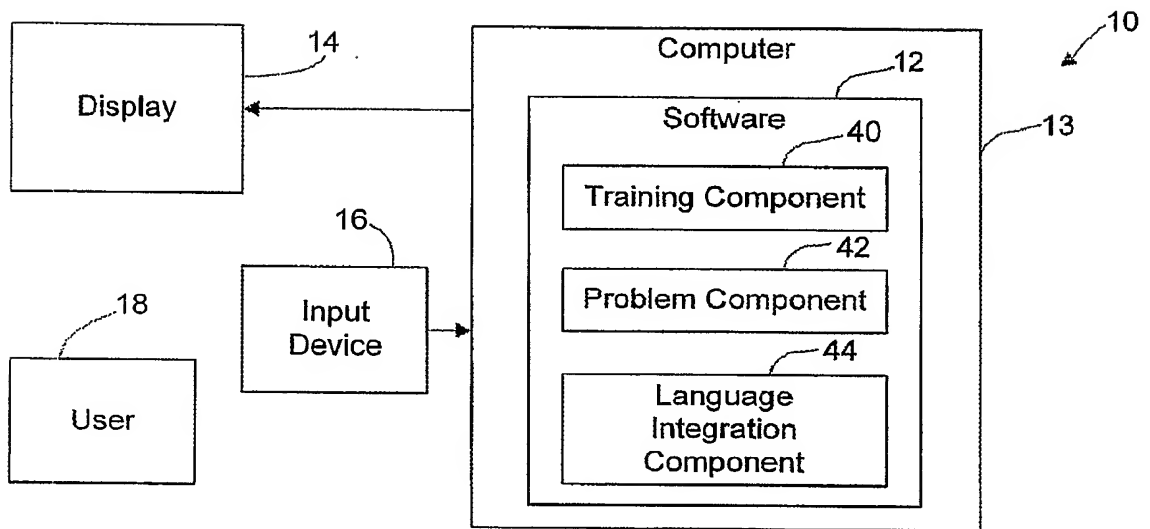 10
14
Computer
12
Display
Software
13
40
Training Component
16
42
Input
Device
Problem Component
18
44
User
Language
Integration
Component